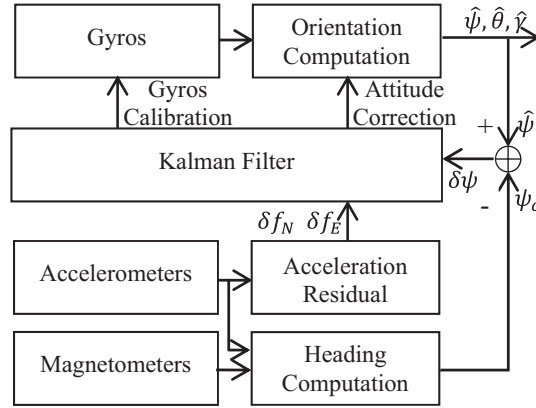 Gyros
Orientation
Computation
ψ̂, θ̂, γ̂
Gyros
Calibration
Attitude
Correction
+
ψ̂
Kalman Filter
δψ
-
δf_N δf_E
Accelerometers
Acceleration
Residual
Magnetometers
Heading
Computation